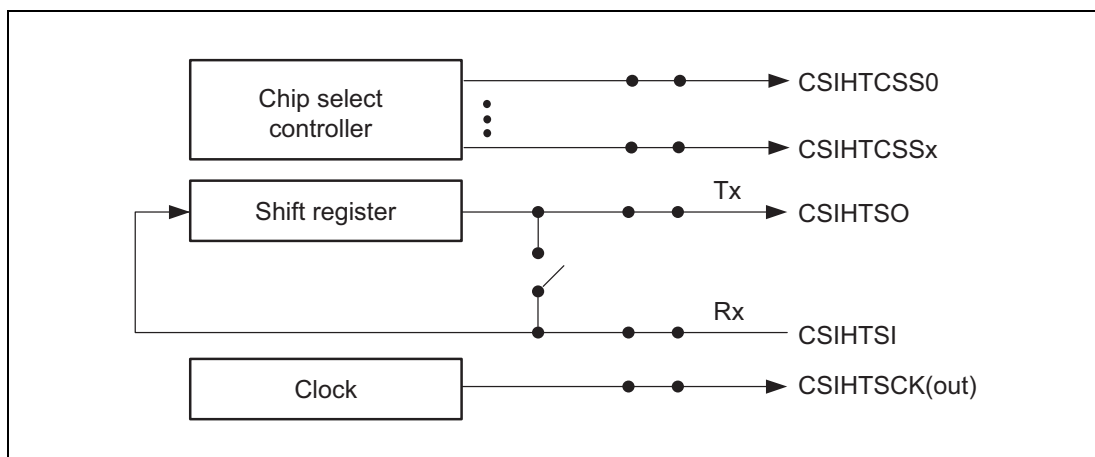 Chip select
controller
CSIHTCSS0
CSIHTCSSx
Shift register
Tx
CSIHTSO
Rx
CSIHTSI
Clock
CSIHTSCK(out)